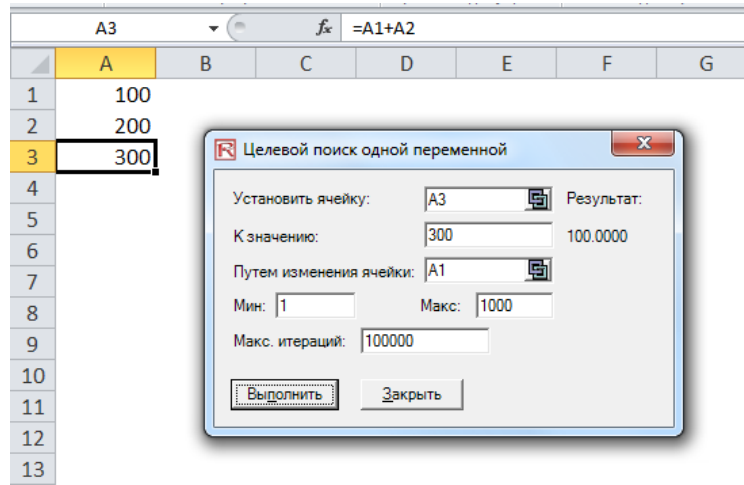 A3 fx =A1+A2
A B C D E F G
1 100
2 200
3 300
4
5
6
7
8
9
10
11
12
13
R Целевой поиск одной переменной
Установить ячейку: A3 Результат:
К значению: 300 100.0000
Путем изменения ячейки: A1
Мин: 1 Макс: 1000
Макс. итераций: 100000
Выполнить Закрыть